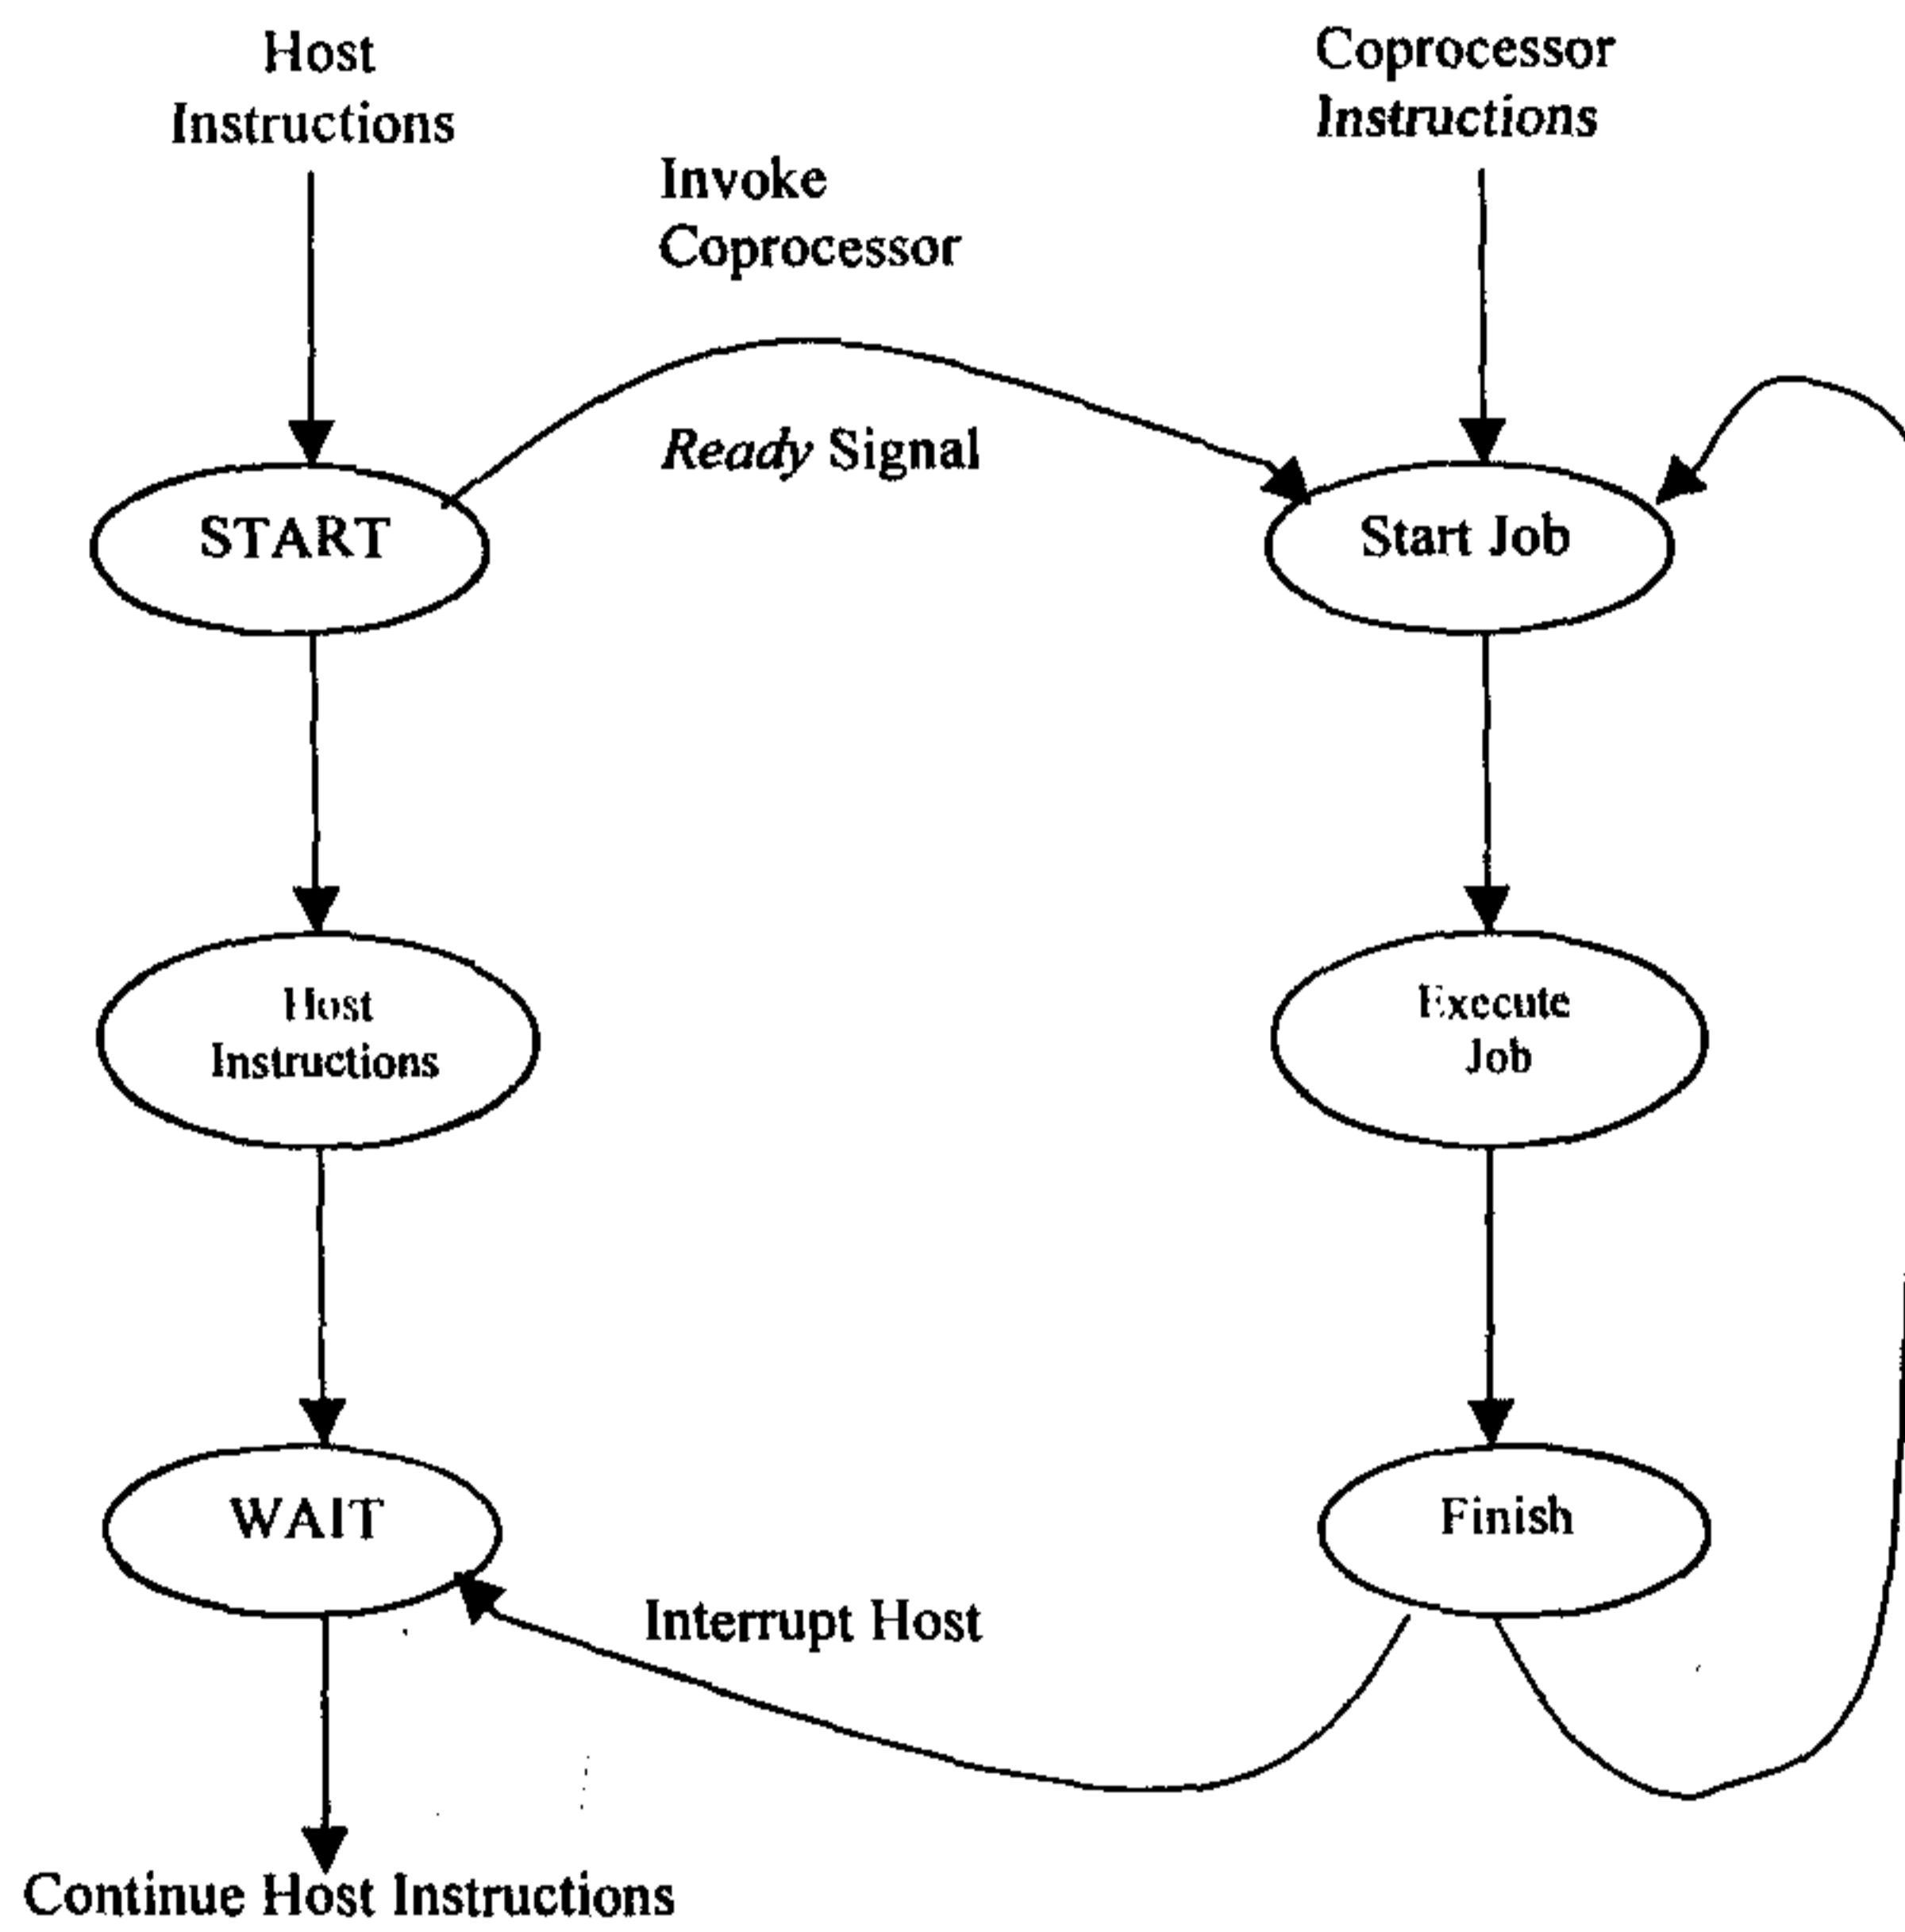 Host
Instructions
Coprocessor
Instructions
Invoke
Coprocessor
Ready Signal
START
Start Job
Host
Instructions
Execute
Job
WAIT
Finish
Interrupt Host
Continue Host Instructions